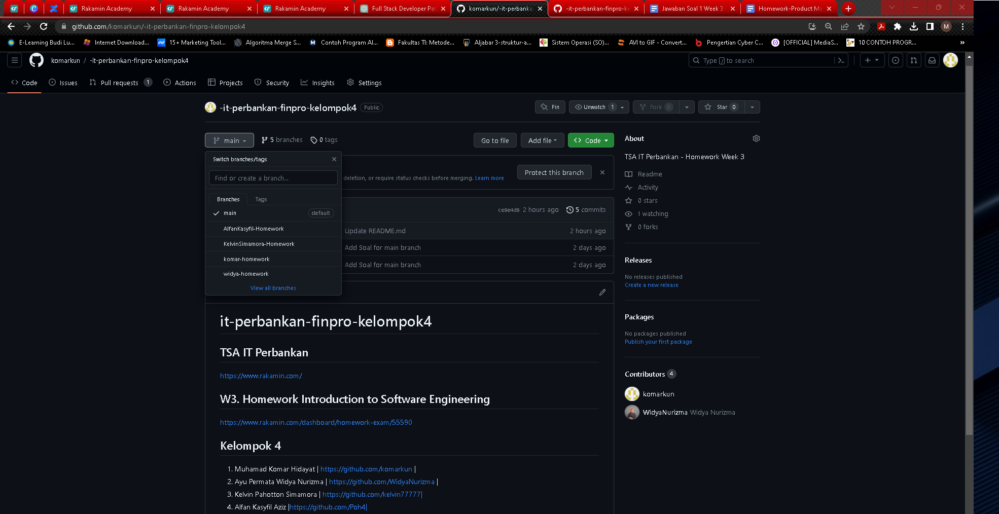 Rakamin Academy
Rakamin Academy
Rakamin Academy
Full Stack Developer Pat
komarkun/-it-perbanka
-it-perbankan-finpro-ke
Jawaban Soal 1 Week 3 -
Homework-Product Ma
github.com/komarkun/-it-perbankan-finpro-kelompok4
M
E-Learning Budi Lu...
Internet Download...
15+ Marketing Tool...
Algoritma Merge S...
Contoh Program Al...
Fakultas TI: Metode...
Aljabar 3-struktur-a...
Sistem Operasi (SO)...
AVI to GIF - Convert...
Pengertian Cyber C...
[OFFICIAL] MediaS...
10 CONTOH PROGR...
komarkun / -it-perbankan-finpro-kelompok4
Type / to search
Code
Issues
Pull requests 1
Actions
Projects
Security
Insights
Settings
-it-perbankan-finpro-kelompok4 Public
Pin
Unwatch 1
Fork 0
Star 0
main
5 branches
0 tags
Go to file
Add file
Code
Switch branches/tags
Find or create a branch...
Branches
Tags
main default
AlfanKasyfil-Homework
KelvinSimamora-Homework
komar-homework
widya-homework
View all branches
deletion, or require status checks before merging. Learn more
Protect this branch
ce8e4d8 2 hours ago 5 commits
Update README.md 2 hours ago
Add Soal for main branch 2 days ago
Add Soal for main branch 2 days ago
it-perbankan-finpro-kelompok4
TSA IT Perbankan
https://www.rakamin.com/
W3. Homework Introduction to Software Engineering
https://www.rakamin.com/dashboard/homework-exam/55590
Kelompok 4
1. Muhamad Komar Hidayat | https://github.com/komarkun |
2. Ayu Permata Widya Nurizma | https://github.com/WidyaNurizma |
3. Kelvin Pahotton Simamora | https://github.com/kelvin77777|
4. Alfan Kasyfil Aziz |https://github.com/Poh4|
About
TSA IT Perbankan - Homework Week 3
Readme
Activity
0 stars
1 watching
0 forks
Releases
No releases published
Create a new release
Packages
No packages published
Publish your first package
Contributors 4
komarkun
WidyaNurizma Widya Nurizma